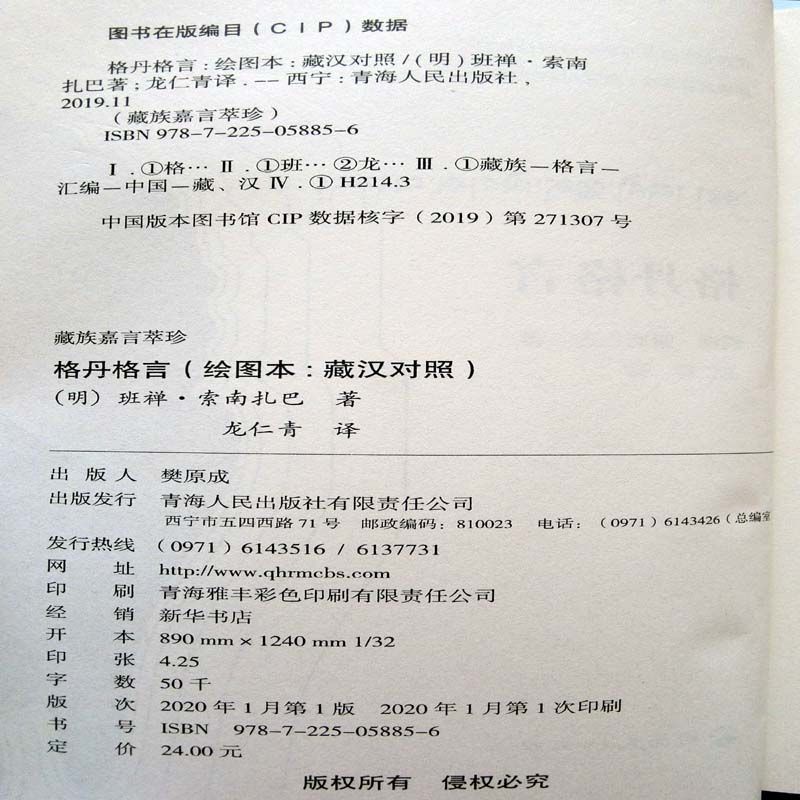 图书在版编目（CIP）数据
格丹格言：绘图本：藏汉对照/（明）班禅·索南
扎巴著；龙仁青译. -- 西宁：青海人民出版社，
2019.11
（藏族嘉言萃珍）
ISBN 978-7-225-05885-6
Ⅰ.①格… Ⅱ.①班… ②龙… Ⅲ.①藏族－格言－
汇编－中国－藏、汉 Ⅳ.① H214.3
中国版本图书馆 CIP 数据核字（2019）第 271307 号
藏族嘉言萃珍
格丹格言（绘图本：藏汉对照）
（明）班禅·索南扎巴 著
龙仁青 译
出版人 樊原成
出版发行 青海人民出版社有限责任公司
西宁市五四西路 71 号 邮政编码：810023 电话：（0971）6143426（总编室
发行热线 （0971）6143516 / 6137731
网址 http://www.qhrmcbs.com
印刷 青海雅丰彩色印刷有限责任公司
经销 新华书店
开本 890 mm × 1240 mm 1/32
印张 4.25
字数 50 千
版次 2020 年 1 月第 1 版 2020 年 1 月第 1 次印刷
书号 ISBN 978-7-225-05885-6
定价 24.00 元
版权所有 侵权必究